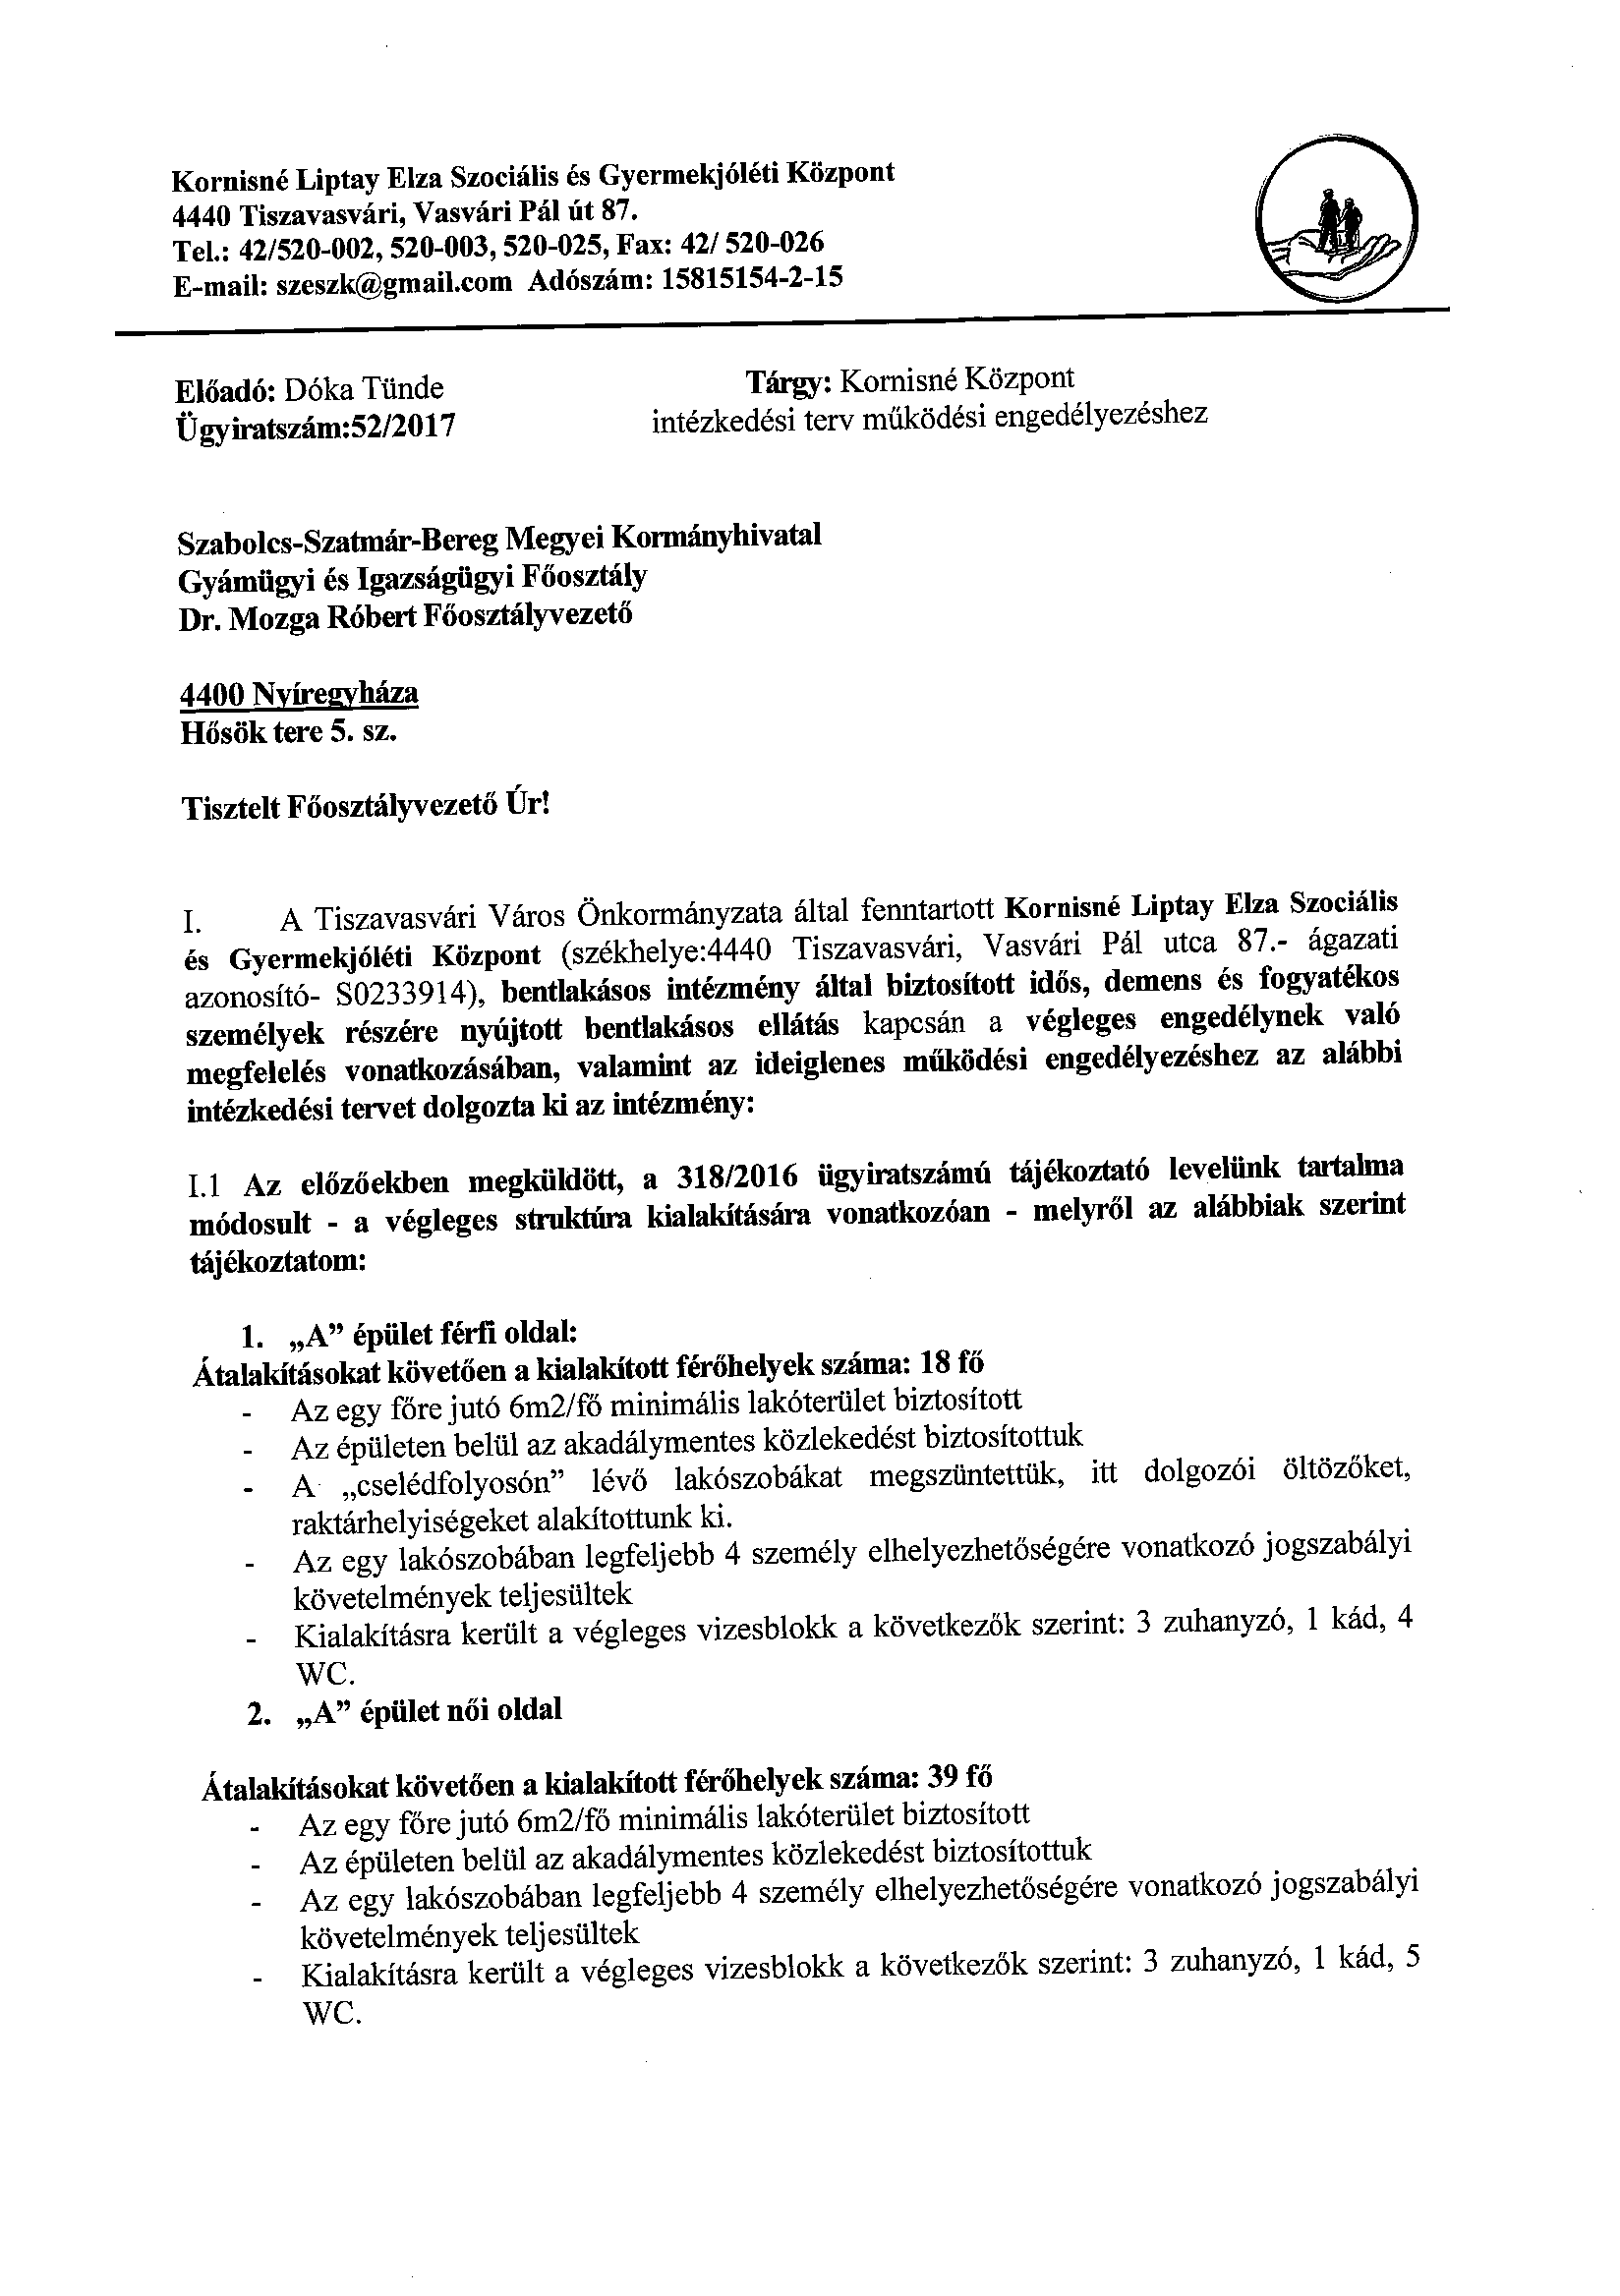 Kornisné Liptay Elza Szociális és Gyermekjóléti Központ
4440 Tiszavasvári, Vasvári Pál út 87.
Tel.: 42/520-002, 520-003, 520-025, Fax: 42/ 520-026
E-mail: szeszk@gmail.com Adószám: 15815154-2-15
Előadó: Dóka Tünde
Ügyiratszám:52/2017
Tárgy: Kornisné Központ
intézkedési terv működési engedélyezéshez
Szabolcs-Szatmár-Bereg Megyei Kormányhivatal
Gyámügyi és Igazságügyi Főosztály
Dr. Mozga Róbert Főosztályvezető
4400 Nyíregyháza
Hősök tere 5. sz.
Tisztelt Főosztályvezető Úr!
I. A Tiszavasvári Város Önkormányzata által fenntartott Kornisné Liptay Elza Szociális
és Gyermekjóléti Központ (székhelye:4440 Tiszavasvári, Vasvári Pál utca 87.- ágazati
azonosító- S0233914), bentlakásos intézmény által biztosított idős, demens és fogyatékos
személyek részére nyújtott bentlakásos ellátás kapcsán a végleges engedélynek való
megfelelés vonatkozásában, valamint az ideiglenes működési engedélyezéshez az alábbi
intézkedési tervet dolgozta ki az intézmény:
I.1 Az előzőekben megküldött, a 318/2016 ügyiratszámú tájékoztató levelünk tartalma
módosult - a végleges struktúra kialakítására vonatkozóan - melyről az alábbiak szerint
tájékoztatom:
1. „A” épület férfi oldal:
Átalakításokat követően a kialakított férőhelyek száma: 18 fő
- Az egy főre jutó 6m2/fő minimális lakóterület biztosított
- Az épületen belül az akadálymentes közlekedést biztosítottuk
- A „cselédfolyosón” lévő lakószobákat megszüntettük, itt dolgozói öltözőket,
raktárhelyiségeket alakítottunk ki.
- Az egy lakószobában legfeljebb 4 személy elhelyezhetőségére vonatkozó jogszabályi
követelmények teljesültek
- Kialakításra került a végleges vizesblokk a következők szerint: 3 zuhanyzó, 1 kád, 4
WC.
2. „A” épület női oldal
Átalakításokat követően a kialakított férőhelyek száma: 39 fő
- Az egy főre jutó 6m2/fő minimális lakóterület biztosított
- Az épületen belül az akadálymentes közlekedést biztosítottuk
- Az egy lakószobában legfeljebb 4 személy elhelyezhetőségére vonatkozó jogszabályi
követelmények teljesültek
- Kialakításra került a végleges vizesblokk a következők szerint: 3 zuhanyzó, 1 kád, 5
WC.